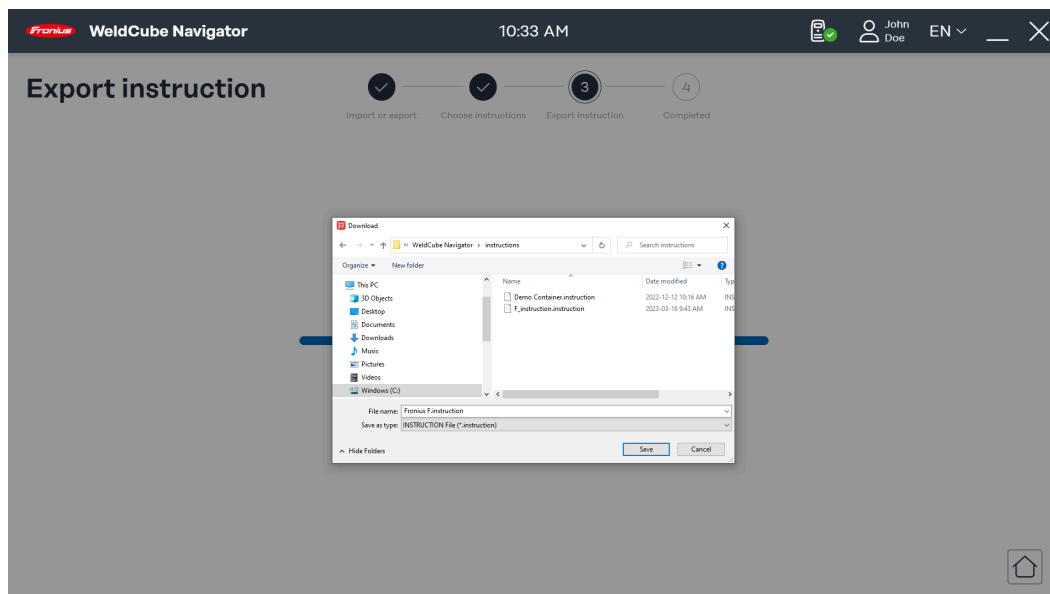 Fronius WeldCube Navigator 10:33 AM John Doe EN
Export instruction
3 4
Import or export Choose instructions Export instruction Completed
Download
« WeldCube Navigator › instructions Search instructions
Organize New folder ?
This PC Name Date modified Typ
3D Objects Demo Container.instruction 2022-12-12 10:16 AM INS
Desktop F_instruction.instruction 2023-03-16 9:43 AM INS
Documents
Downloads
Music
Pictures
Videos
Windows (C:)
File name: Fronius F.instruction
Save as type: INSTRUCTION File (*.instruction)
Hide Folders Save Cancel